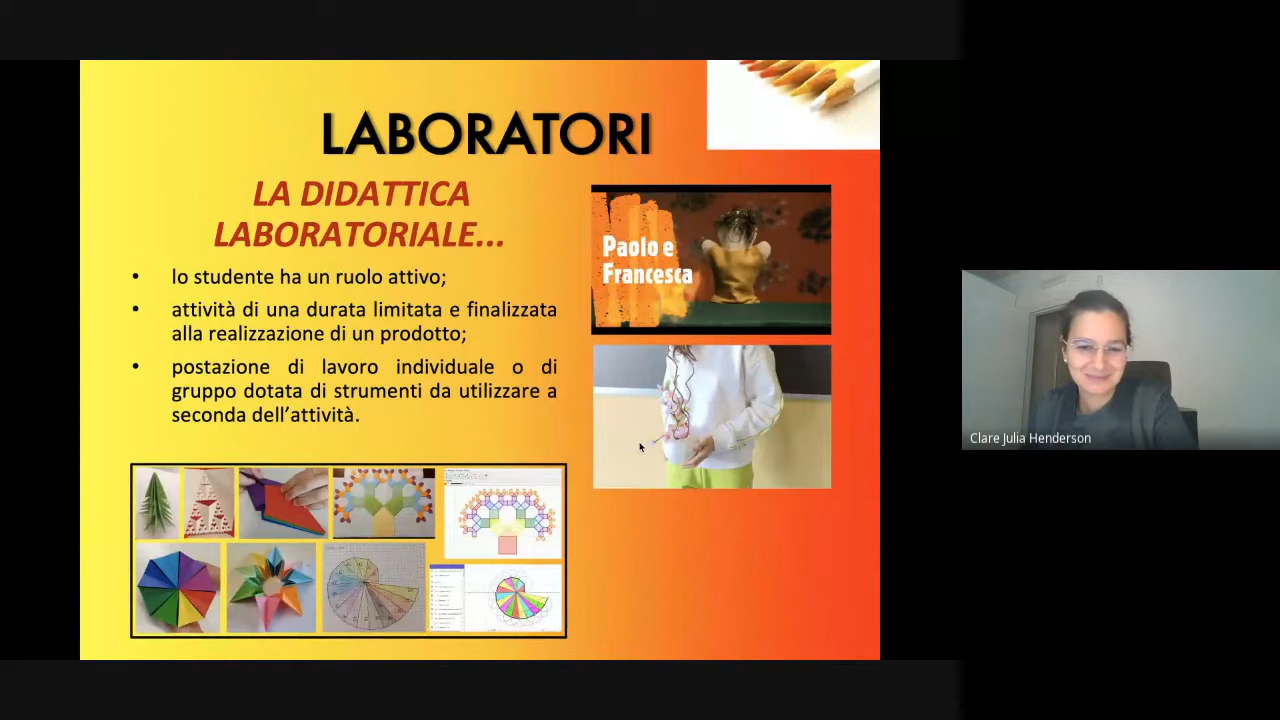 LABORATORI
LA DIDATTICA
LABORATORIALE...
• lo studente ha un ruolo attivo;
• attività di una durata limitata e finalizzata
alla realizzazione di un prodotto;
• postazione di lavoro individuale o di
gruppo dotata di strumenti da utilizzare a
seconda dell'attività.
Paolo e
Francesca
Clare Julia Henderson